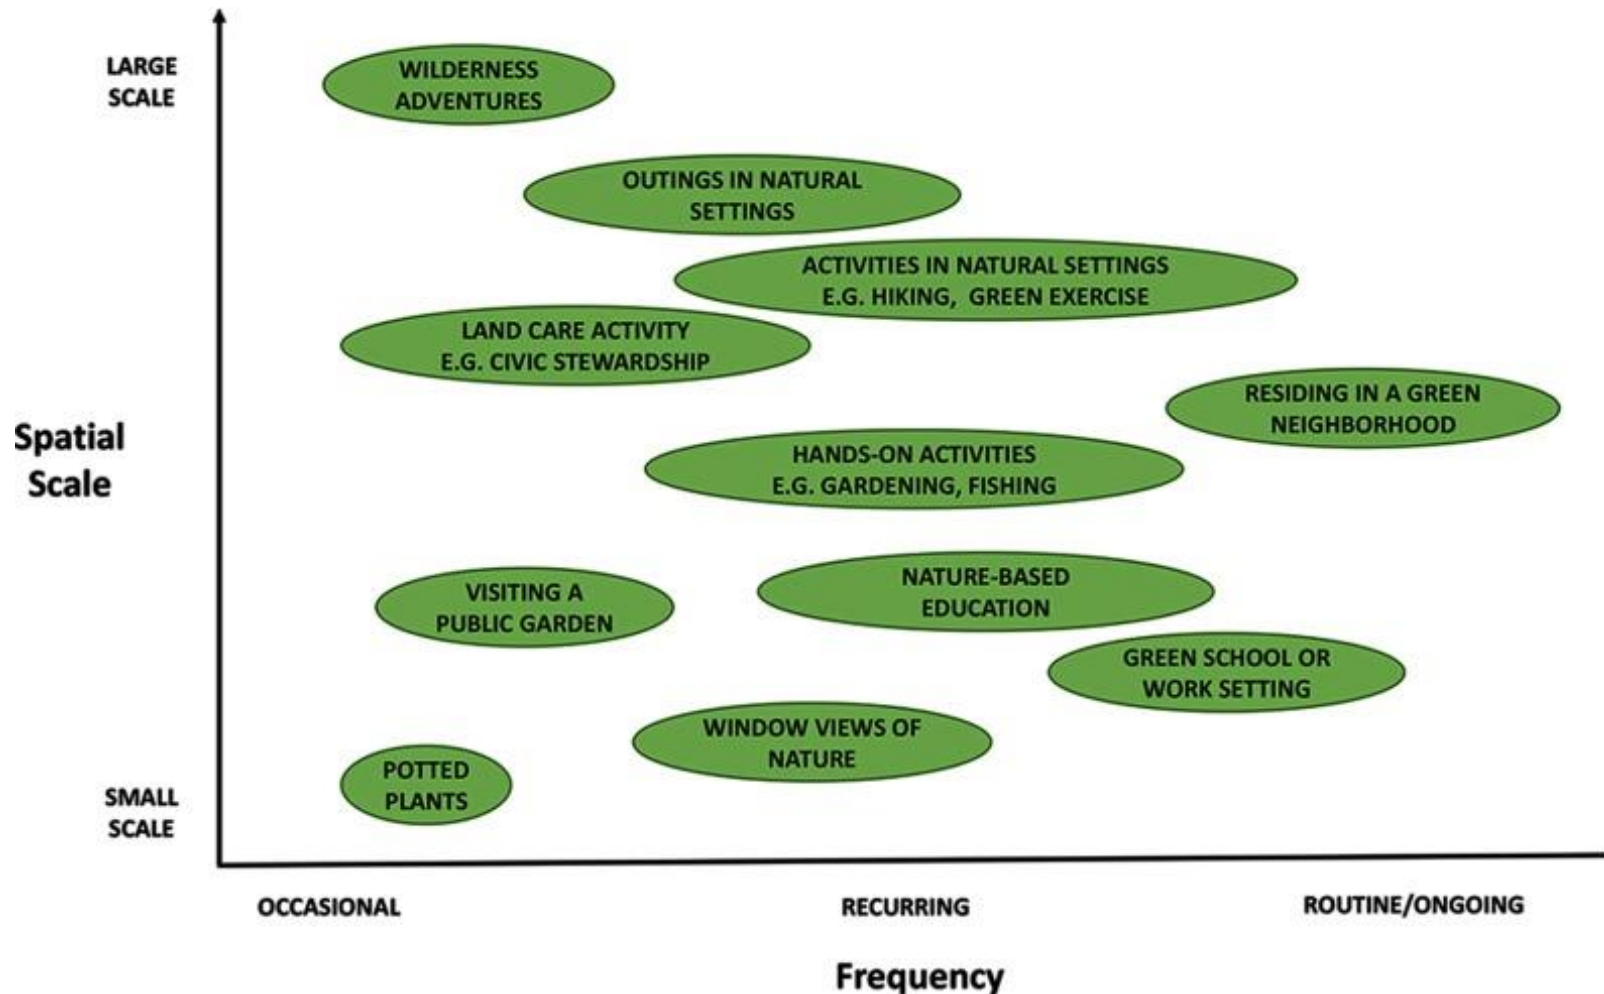 LARGE
SCALE
WILDERNESS
ADVENTURES
OUTINGS IN NATURAL
SETTINGS
ACTIVITIES IN NATURAL SETTINGS
E.G. HIKING, GREEN EXERCISE
LAND CARE ACTIVITY
E.G. CIVIC STEWARDSHIP
RESIDING IN A GREEN
NEIGHBORHOOD
Spatial
Scale
HANDS-ON ACTIVITIES
E.G. GARDENING, FISHING
VISITING A
PUBLIC GARDEN
NATURE-BASED
EDUCATION
GREEN SCHOOL OR
WORK SETTING
WINDOW VIEWS OF
NATURE
POTTED
PLANTS
SMALL
SCALE
OCCASIONAL
RECURRING
ROUTINE/ONGOING
Frequency